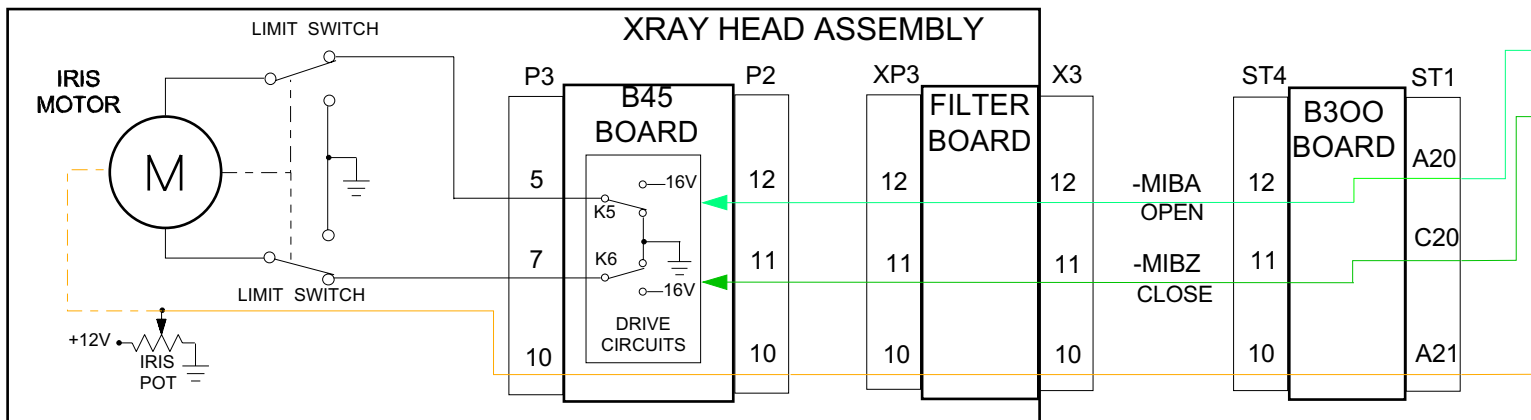 XRAY HEAD ASSEMBLY
LIMIT SWITCH
IRIS
MOTOR
M
LIMIT SWITCH
+12V
IRIS
POT
P3
5
7
10
B45
BOARD
16V
K5
K6
16V
DRIVE
CIRCUITS
P2
12
11
10
XP3
12
11
10
FILTER
BOARD
X3
12
11
10
-MIBA
OPEN
-MIBZ
CLOSE
ST4
12
11
10
B3OO
BOARD
ST1
A20
C20
A21